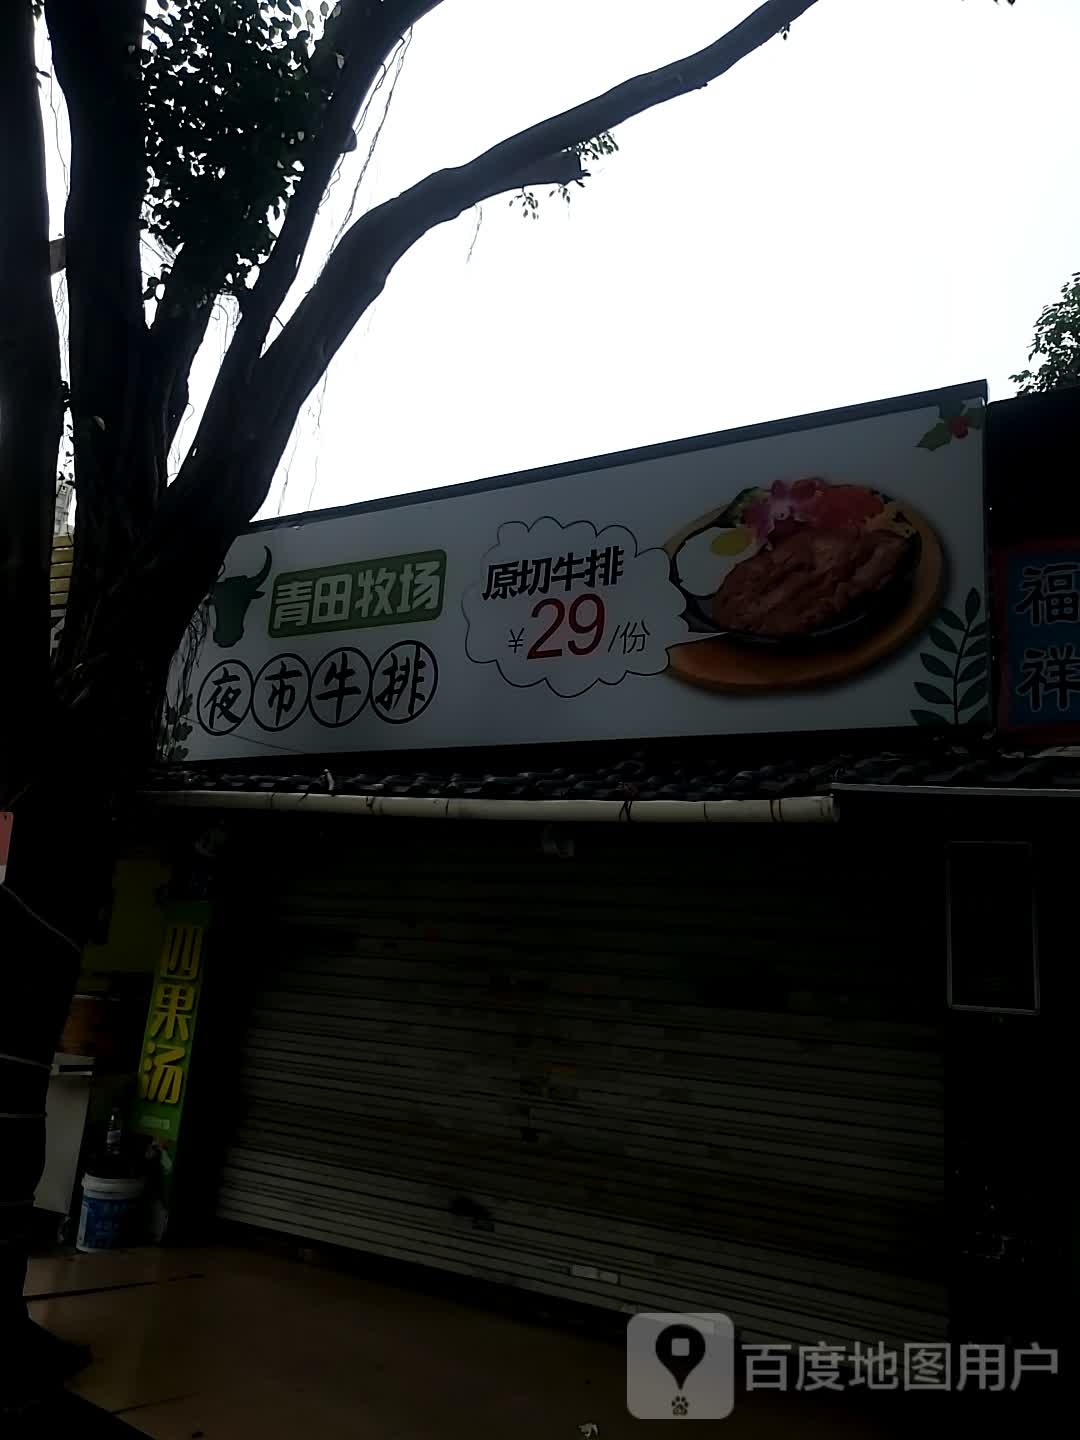 青田牧场
夜市牛排
原切牛排
¥29/份
福祥
四果汤
百度地图用户